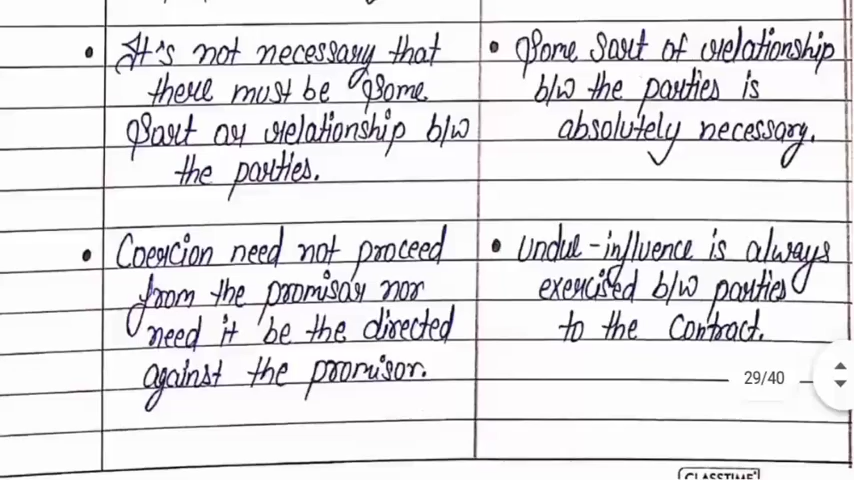 • It's not necessary that
there must be some
sort or relationship b/w
the parties.
• Some sort of relationship
b/w the parties is
absolutely necessary.
• Coercion need not proceed
from the promisor nor
need it be the directed
against the promisor.
• Undue-influence is always
exercised b/w parties
to the contract.
29/40
CLASSTIME